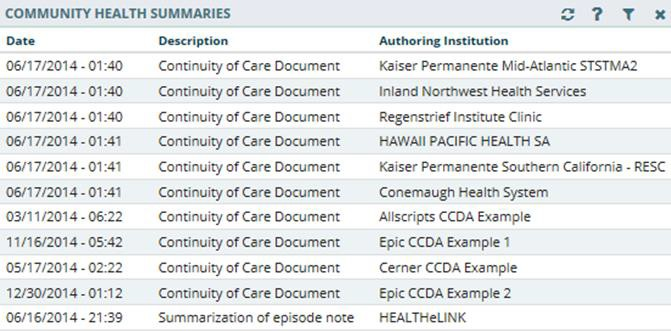 COMMUNITY HEALTH SUMMARIES
Date Description Authoring Institution
06/17/2014 - 01:40 Continuity of Care Document Kaiser Permanente Mid-Atlantic STSTMA2
06/17/2014 - 01:40 Continuity of Care Document Inland Northwest Health Services
06/17/2014 - 01:40 Continuity of Care Document Regenstrief Institute Clinic
06/17/2014 - 01:41 Continuity of Care Document HAWAII PACIFIC HEALTH SA
06/17/2014 - 01:41 Continuity of Care Document Kaiser Permanente Southern California - RESC
06/17/2014 - 01:41 Continuity of Care Document Conemaugh Health System
03/11/2014 - 06:22 Continuity of Care Document Allscripts CCDA Example
11/16/2014 - 05:42 Continuity of Care Document Epic CCDA Example 1
05/17/2014 - 02:22 Continuity of Care Document Cerner CCDA Example
12/30/2014 - 01:12 Continuity of Care Document Epic CCDA Example 2
06/16/2014 - 21:39 Summarization of episode note HEALTHeLINK